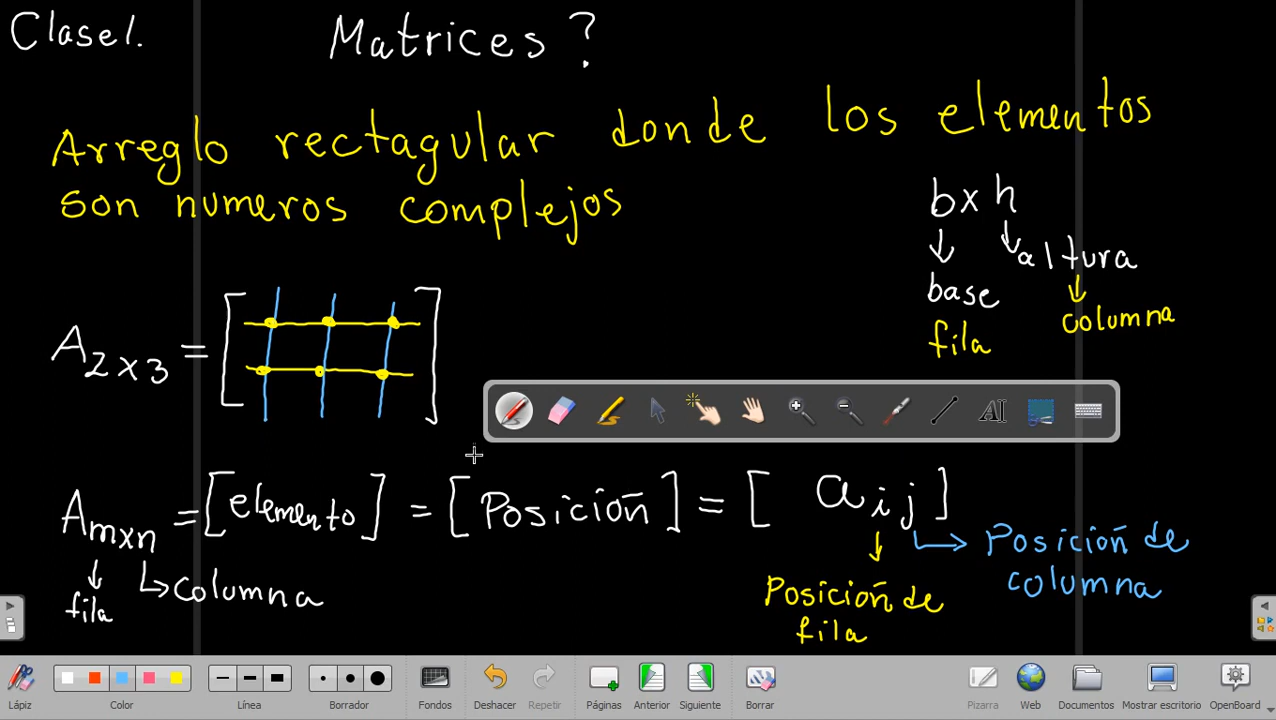 Clase1.
Matrices?
Arreglo rectagular donde los elementos
son numeros complejos
b x h
altura
base
columna
fila
A2x3 =
Amxn = [elemento] = [Posición] = [ aij ]
fila
columna
Posición de
columna
Posición de
fila
AI
Lápiz
Color
Línea
Borrador
Fondos
Deshacer
Repetir
Páginas
Anterior
Siguiente
Borrar
Pizarra
Web
Documentos
Mostrar escritorio
OpenBoard